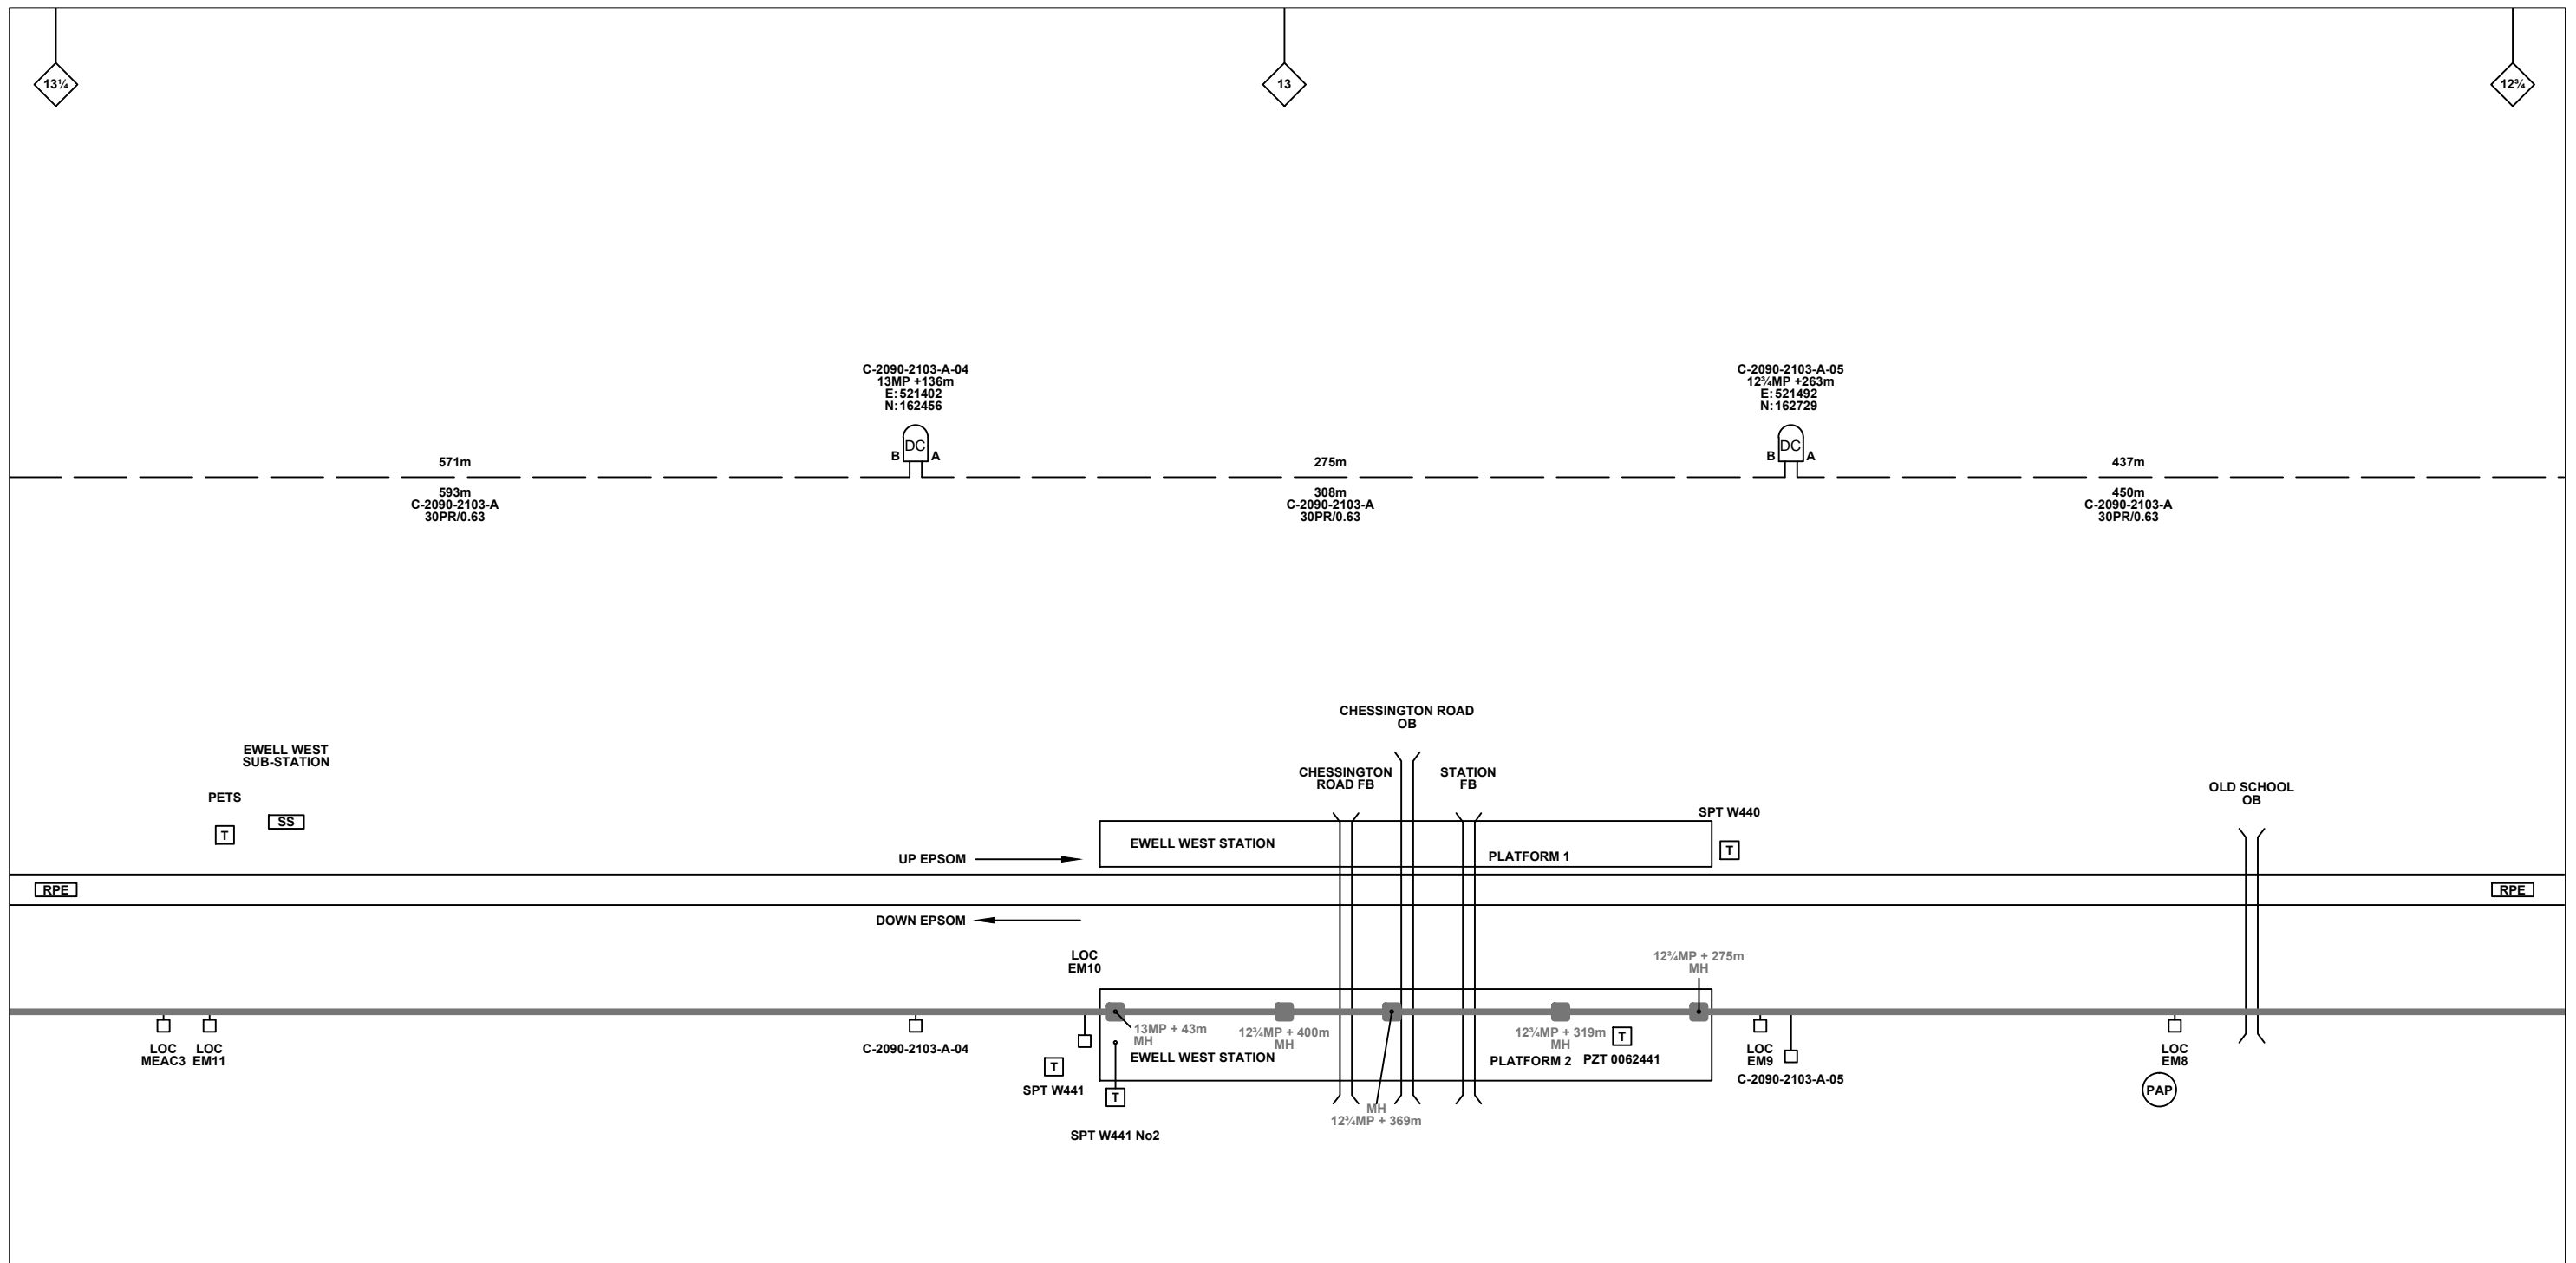 13¼
13
12¾
C-2090-2103-A-04
13MP +136m
E: 521402
N: 162456
DC
B
A
C-2090-2103-A-05
12¾MP +263m
E: 521492
N: 162729
DC
B
A
571m
593m
C-2090-2103-A
30PR/0.63
275m
308m
C-2090-2103-A
30PR/0.63
437m
450m
C-2090-2103-A
30PR/0.63
EWELL WEST
SUB-STATION
PETS
T
SS
CHESSINGTON ROAD
OB
CHESSINGTON
ROAD FB
STATION
FB
OLD SCHOOL
OB
SPT W440
T
EWELL WEST STATION
PLATFORM 1
UP EPSOM
RPE
RPE
DOWN EPSOM
LOC
EM10
12¾MP + 275m
MH
13MP + 43m
MH
12¾MP + 400m
MH
12¾MP + 319m
MH
T
EWELL WEST STATION
PLATFORM 2
PZT 0062441
LOC
MEAC3
LOC
EM11
C-2090-2103-A-04
T
SPT W441
T
SPT W441 No2
MH
12¾MP + 369m
LOC
EM9
C-2090-2103-A-05
LOC
EM8
PAP